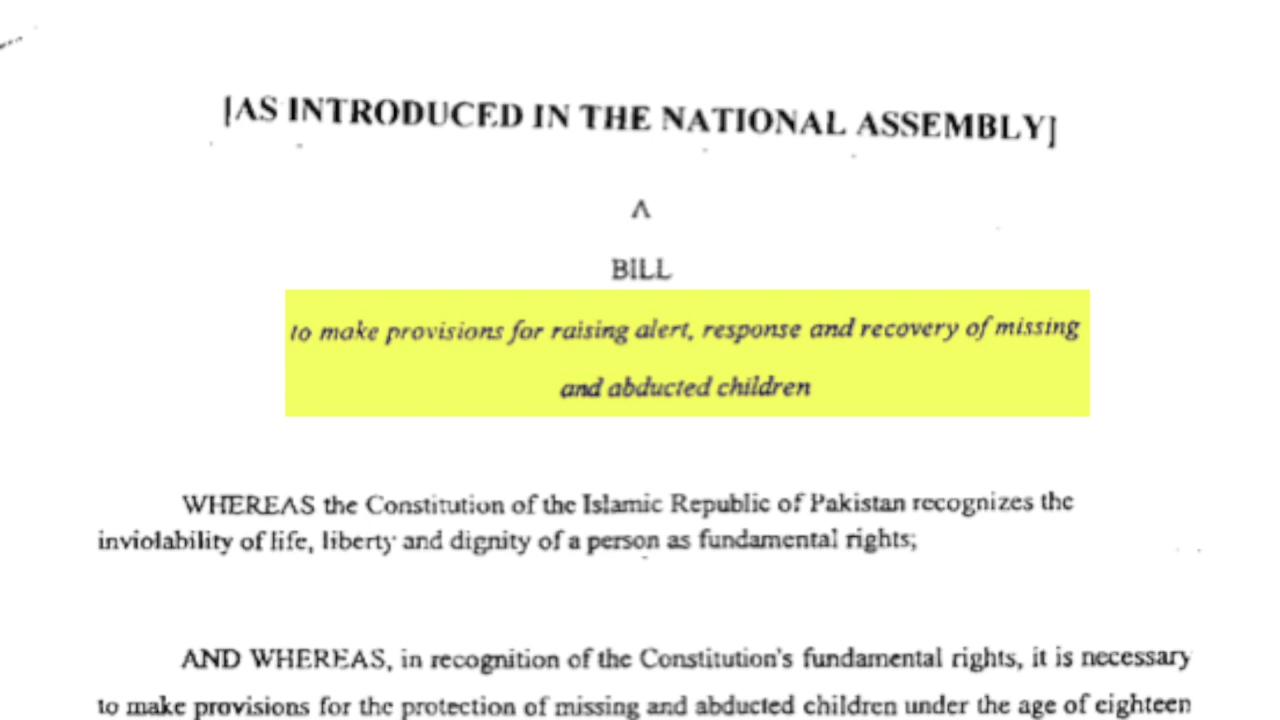 [AS INTRODUCED IN THE NATIONAL ASSEMBLY]
A
BILL
to make provisions for raising alert, response and recovery of missing
and abducted children
WHEREAS the Constitution of the Islamic Republic of Pakistan recognizes the
inviolability of life, liberty and dignity of a person as fundamental rights;
AND WHEREAS, in recognition of the Constitution's fundamental rights, it is necessary
to make provisions for the protection of missing and abducted children under the age of eighteen